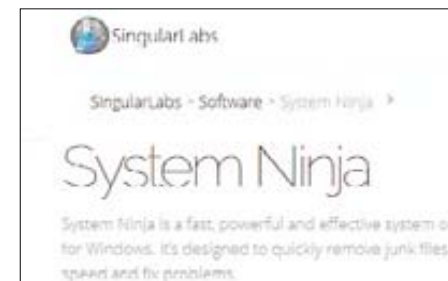 SingularLabs
SingularLabs > Software > System Ninja >
System Ninja
System Ninja is a fast, powerful and effective system o
for Windows. It's designed to quickly remove junk files,
speed and fix problems.